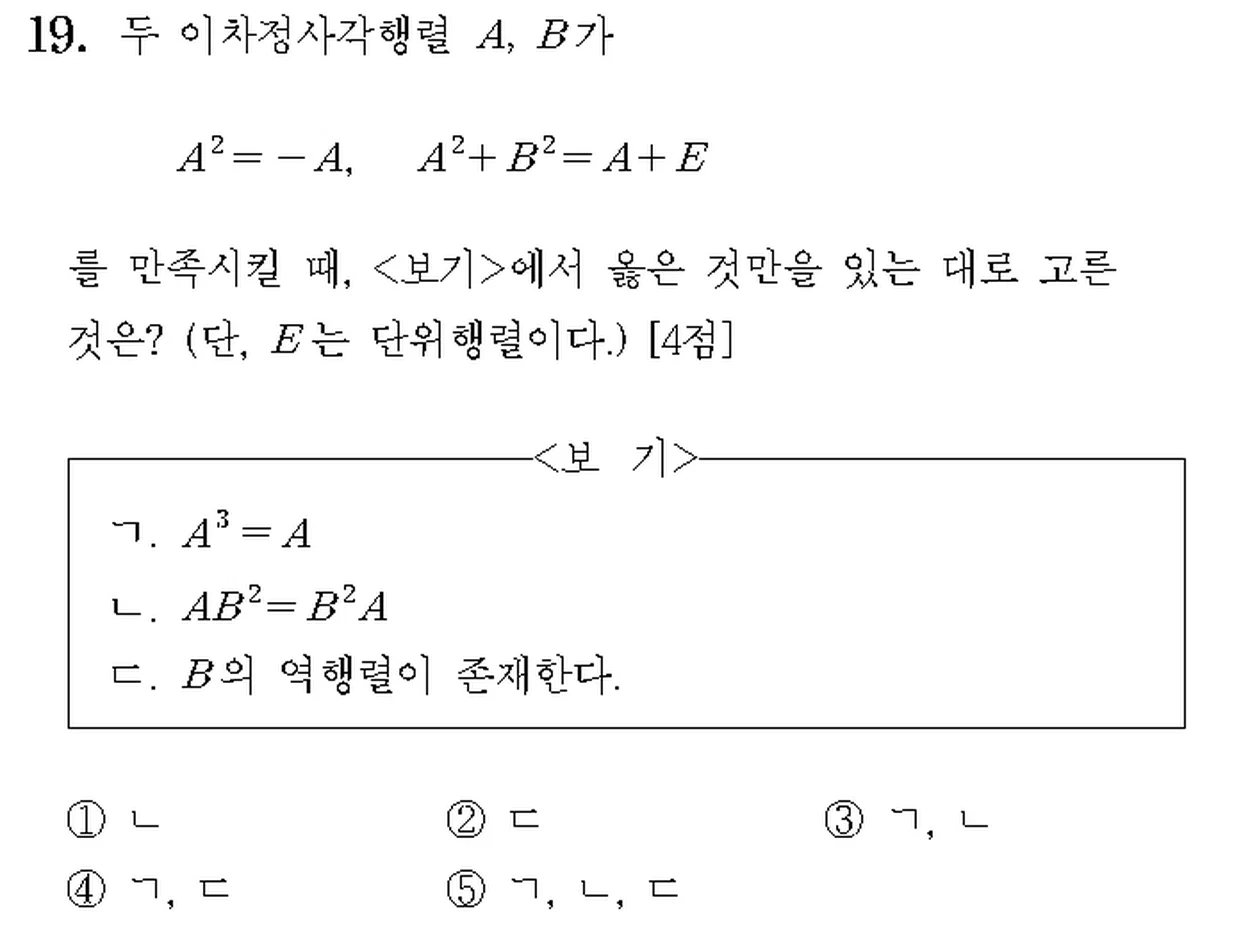 19. 두 이차정사각행렬 A, B가
A² = −A, A² + B² = A + E
를 만족시킬 때, <보기>에서 옳은 것만을 있는 대로 고른
것은? (단, E는 단위행렬이다.) [4점]
<보 기>
ㄱ. A³ = A
ㄴ. AB² = B²A
ㄷ. B의 역행렬이 존재한다.
① ㄴ ② ㄷ ③ ㄱ, ㄴ
④ ㄱ, ㄷ ⑤ ㄱ, ㄴ, ㄷ